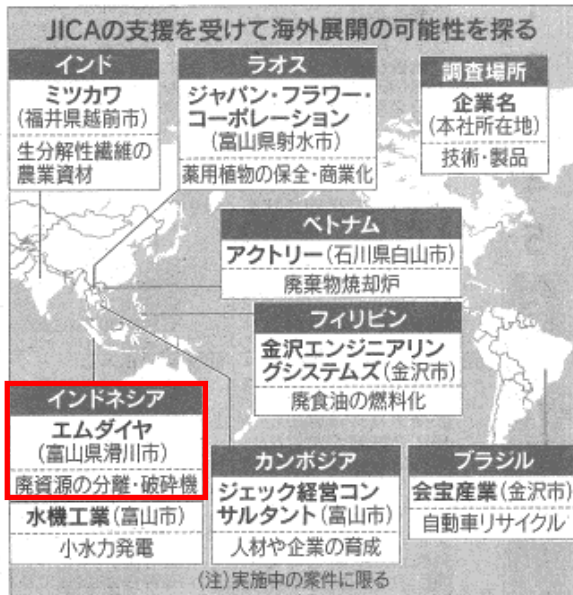 JICAの支援を受けて海外展開の可能性を探る
インド
ミツカワ
(福井県越前市)
生分解性繊維の
農業資材
ラオス
ジャパン・フラワー・
コーポレーション
(富山県射水市)
薬用植物の保全・商業化
調査場所
企業名
(本社所在地)
技術・製品
ベトナム
アクトリー(石川県白山市)
廃棄物焼却炉
フィリピン
金沢エンジニアリン
グシステムズ(金沢市)
廃食油の燃料化
インドネシア
エムダイヤ
(富山県滑川市)
廃資源の分離・破砕機
水機工業(富山市)
小水力発電
カンボジア
ジェック経営コン
サルタント(富山市)
人材や企業の育成
ブラジル
会宝産業(金沢市)
自動車リサイクル
(注)実施中の案件に限る